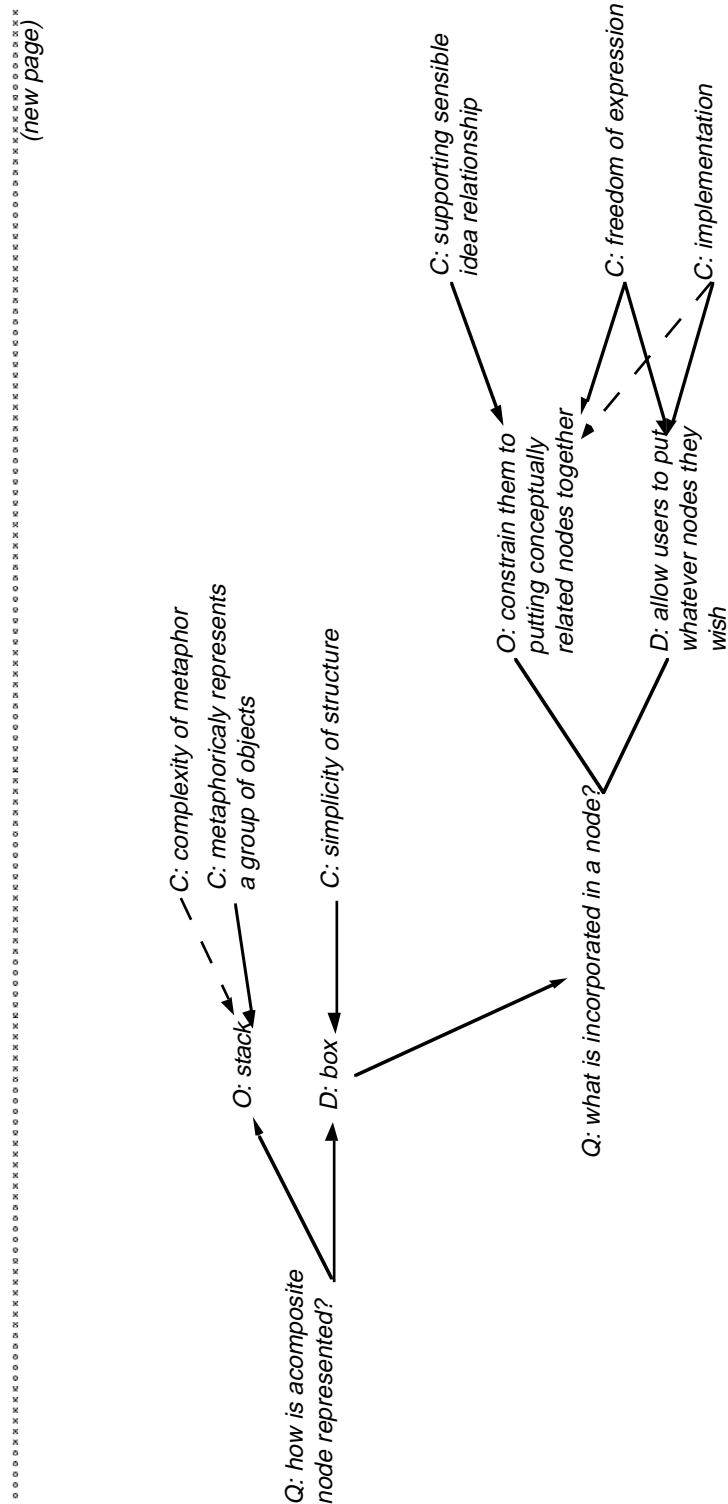 (new page)
C: complexity of metaphor
C: metaphoricaly represents
a group of objects
O: stack
Q: how is acomposite
node represented?
D: box
C: simplicity of structure
C: supporting sensible
idea relationship
O: constrain them to
putting conceptually
related nodes together
Q: what is incorporated in a node?
C: freedom of expression
D: allow users to put
whatever nodes they
wish
C: implementation